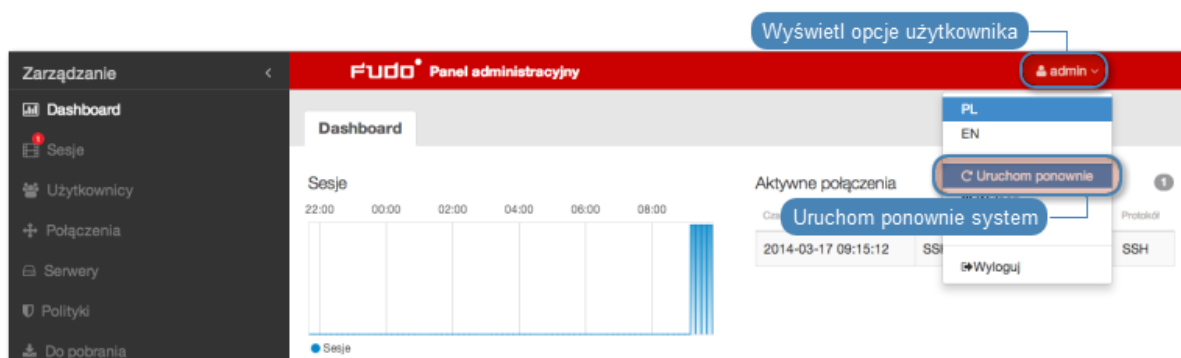 Wyświetl opcje użytkownika
Zarządzanie
FUDO Panel administracyjny
admin
Dashboard
PL
EN
Dashboard
1
Sesje
Użytkownicy
Połączenia
Serwery
Polityki
Do pobrania
Sesje
22:00 00:00 02:00 04:00 06:00 08:00
Sesje
Aktywne połączenia
Uruchom ponownie
1
Uruchom ponownie system
Protokół
2014-03-17 09:15:12
SSH
Wyloguj